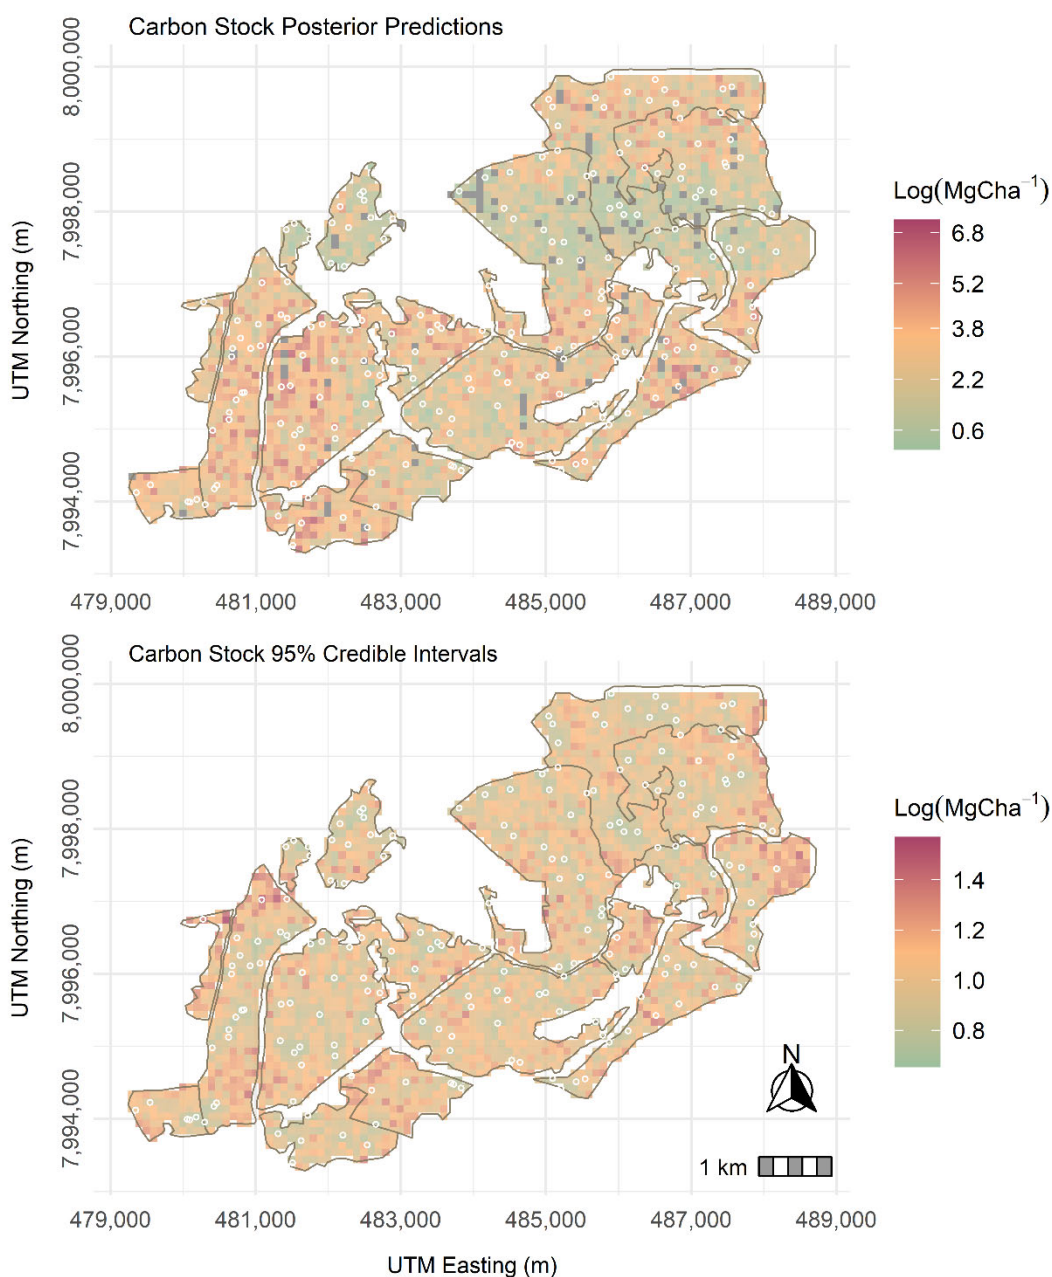 Carbon Stock Posterior Predictions
8,000,000
7,998,000
7,996,000
7,994,000
UTM Northing (m)
479,000 481,000 483,000 485,000 487,000 489,000
Log(MgCha⁻¹)
6.8
5.2
3.8
2.2
0.6
Carbon Stock 95% Credible Intervals
8,000,000
7,998,000
7,996,000
7,994,000
UTM Northing (m)
479,000 481,000 483,000 485,000 487,000 489,000
UTM Easting (m)
Log(MgCha⁻¹)
1.4
1.2
1.0
0.8
N
1 km